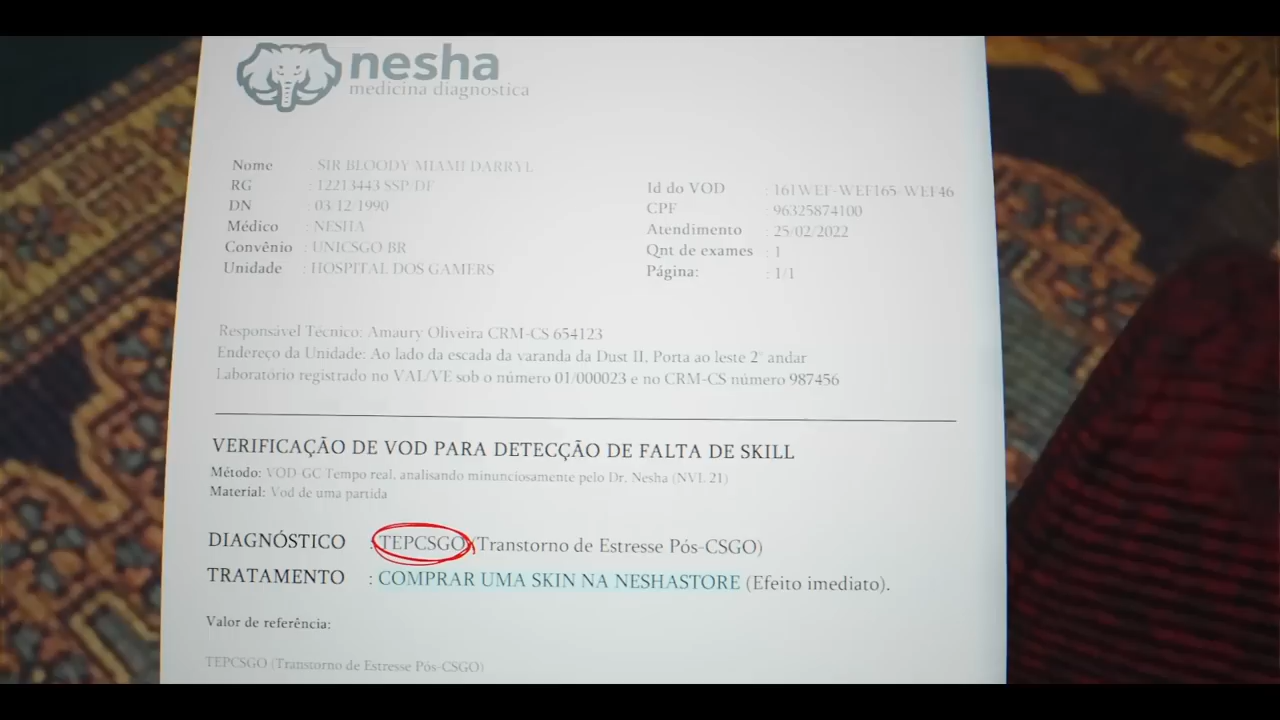 nesha
medicina diagnostica
Nome : SIR BLOODY MIAMI DARRYL
RG : 12213443 SSP/DF
DN : 03/12/1990
Médico : NESHA
Convênio : UNICSGO BR
Unidade : HOSPITAL DOS GAMERS
Id do VOD : 161WEF-WEF165-WEF46
CPF : 96325874100
Atendimento : 25/02/2022
Qnt de exames : 1
Página: : 1/1
Responsável Técnico: Amaury Oliveira CRM-CS 654123
Endereço da Unidade: Ao lado da escada da varanda da Dust II, Porta ao leste 2º andar
Laboratório registrado no VAL/VE sob o número 01/000023 e no CRM-CS número 987456
VERIFICAÇÃO DE VOD PARA DETECÇÃO DE FALTA DE SKILL
Método: VOD-GC Tempo real, analisando minunciosamente pelo Dr. Nesha (NVL 21)
Material: Vod de uma partida
DIAGNÓSTICO : TEPCSGO (Transtorno de Estresse Pós-CSGO)
TRATAMENTO : COMPRAR UMA SKIN NA NESHASTORE (Efeito imediato).
Valor de referência:
TEPCSGO (Transtorno de Estresse Pós-CSGO)